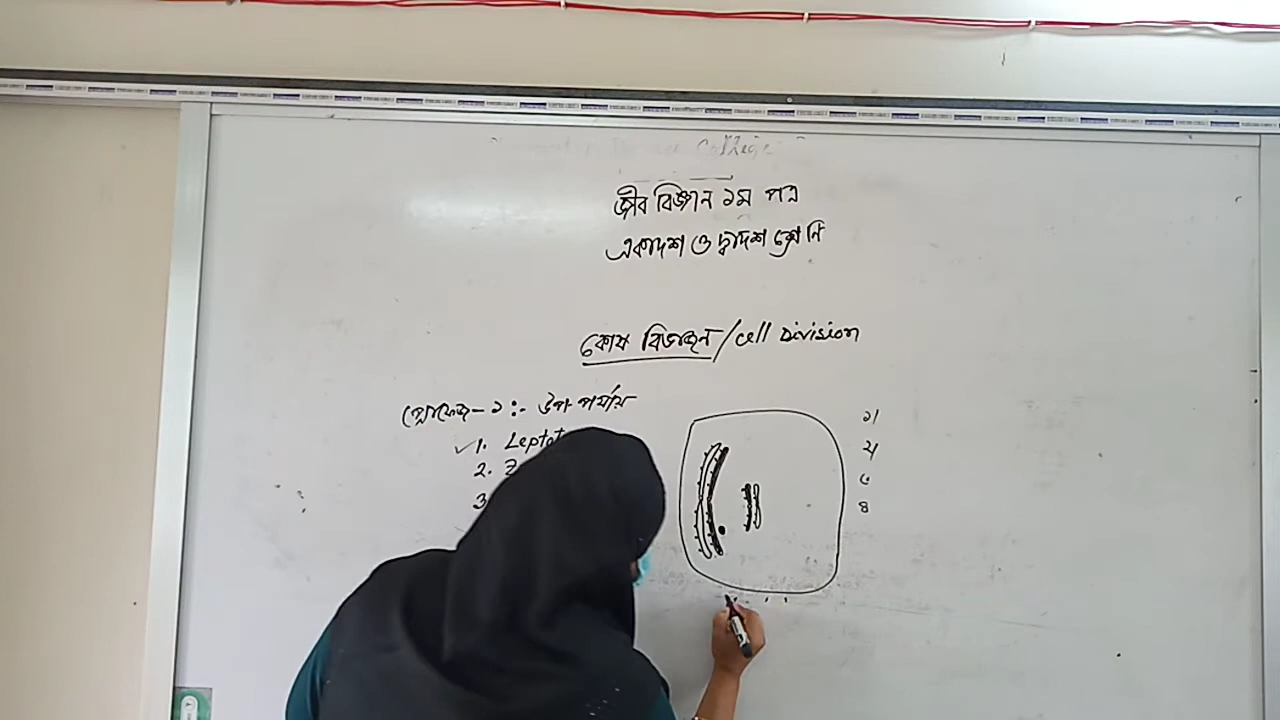 College
জীব বিজ্ঞান ১ম পত্র
একাদশ ও দ্বাদশ শ্রেণি
কোষ বিভাজন/cell Division
প্রোফেজ-১:- উপ-পর্যায়
1. Lepto
2. Z
3
১।
২।
৩
৪